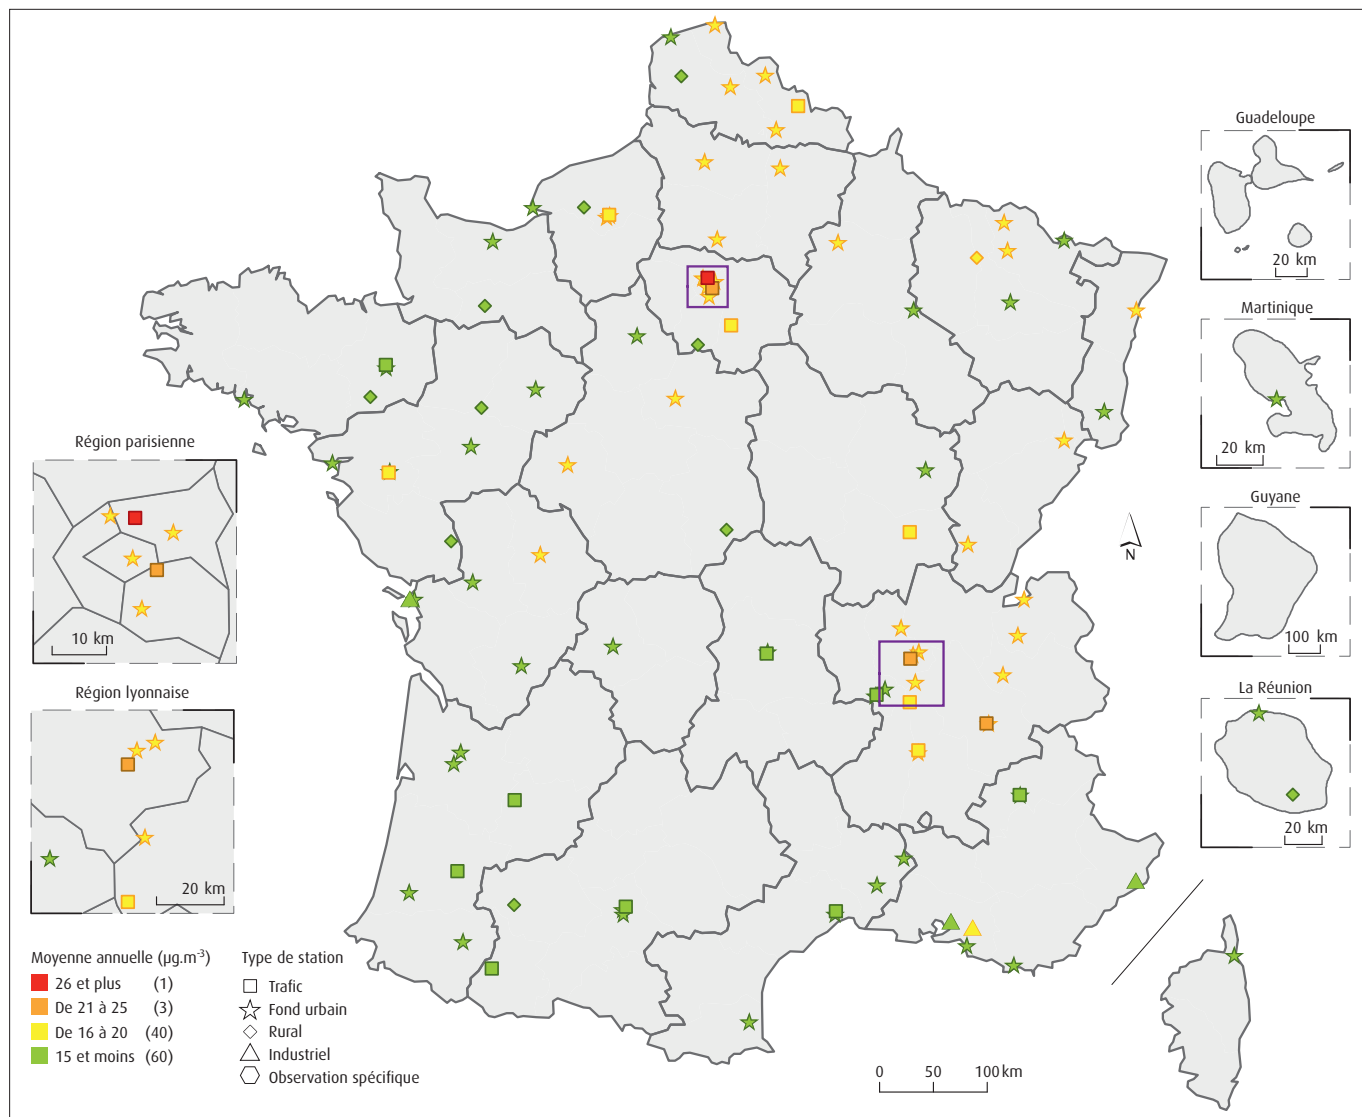 Guadeloupe
20 km
Martinique
20 km
Guyane
100 km
La Réunion
20 km
N
Région parisienne
10 km
Région lyonnaise
20 km
Moyenne annuelle (µg.m⁻³)
26 et plus (1)
De 21 à 25 (3)
De 16 à 20 (40)
15 et moins (60)
Type de station
Trafic
Fond urbain
Rural
Industriel
Observation spécifique
0 50 100 km